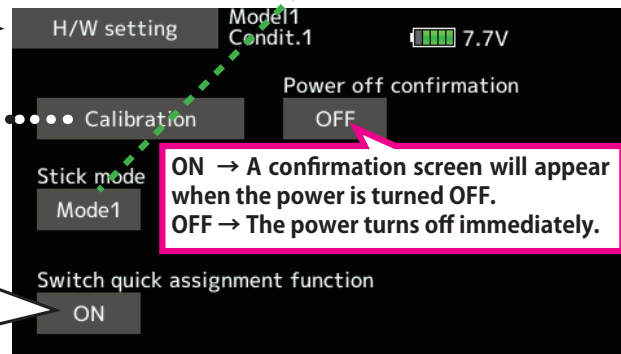 H/W setting
Model1
Condit.1
7.7V
Power off confirmation
Calibration
OFF
Stick mode
Mode1
ON → A confirmation screen will appear
when the power is turned OFF.
OFF → The power turns off immediately.
Switch quick assignment function
ON